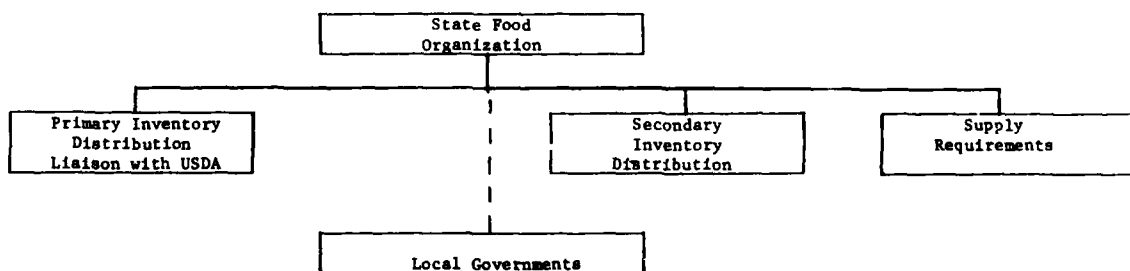 State Food
Organization
Primary Inventory
Distribution
Liaison with USDA
Secondary
Inventory
Distribution
Supply
Requirements
Local Governments